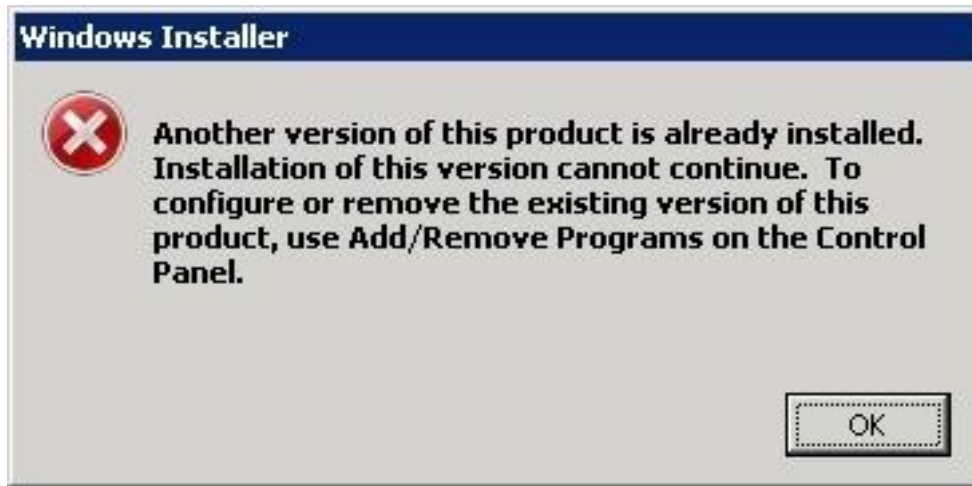 Windows Installer
Another version of this product is already installed.
Installation of this version cannot continue.  To
configure or remove the existing version of this
product, use Add/Remove Programs on the Control
Panel.
OK